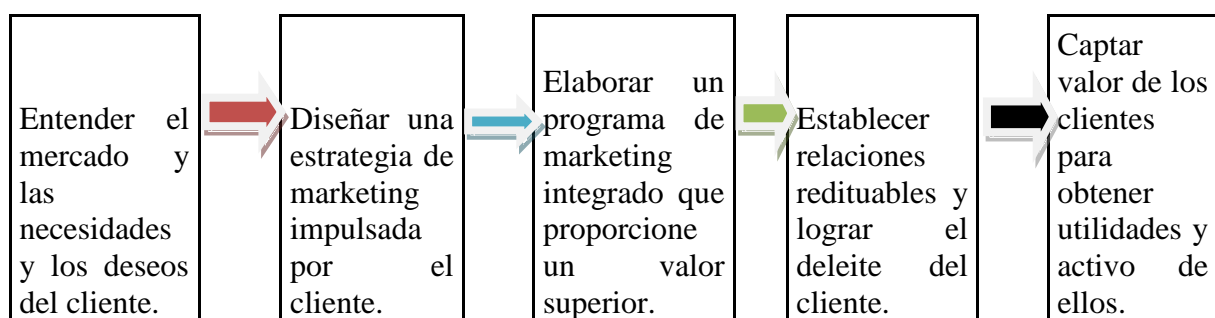 Entender el
mercado y
las
necesidades
y los deseos
del cliente.
Diseñar una
estrategia de
marketing
impulsada
por el
cliente.
Elaborar un
programa de
marketing
integrado que
proporcione
un valor
superior.
Establecer
relaciones
redituables y
lograr el
deleite del
cliente.
Captar
valor de los
clientes
para
obtener
utilidades y
activo de
ellos.